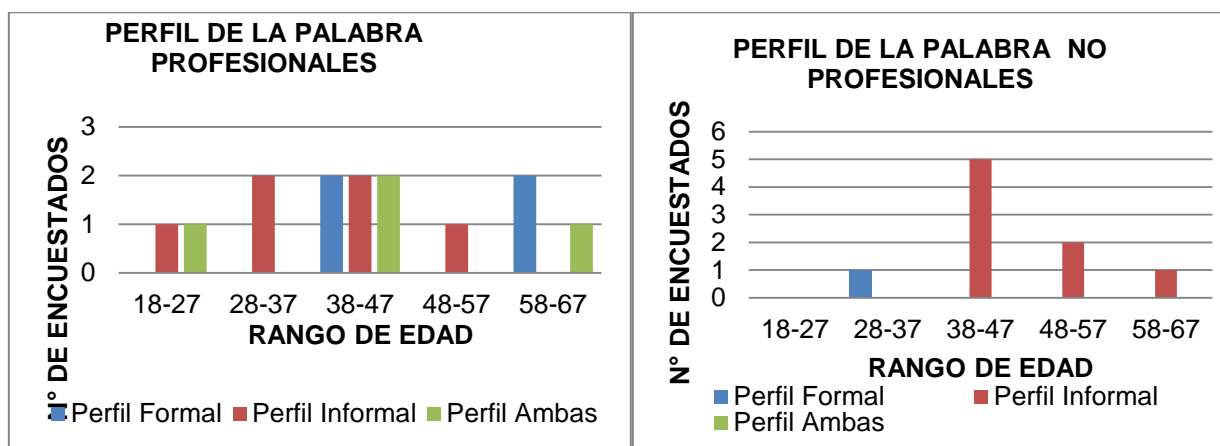 PERFIL DE LA PALABRA
PROFESIONALES
N° DE ENCUESTADOS
3
2
1
0
18-27 28-37 38-47 48-57 58-67
RANGO DE EDAD
Perfil Formal Perfil Informal Perfil Ambas
PERFIL DE LA PALABRA NO
PROFESIONALES
N° DE ENCUESTADOS
6
5
4
3
2
1
0
18-27 28-37 38-47 48-57 58-67
RANGO DE EDAD
Perfil Formal Perfil Informal
Perfil Ambas